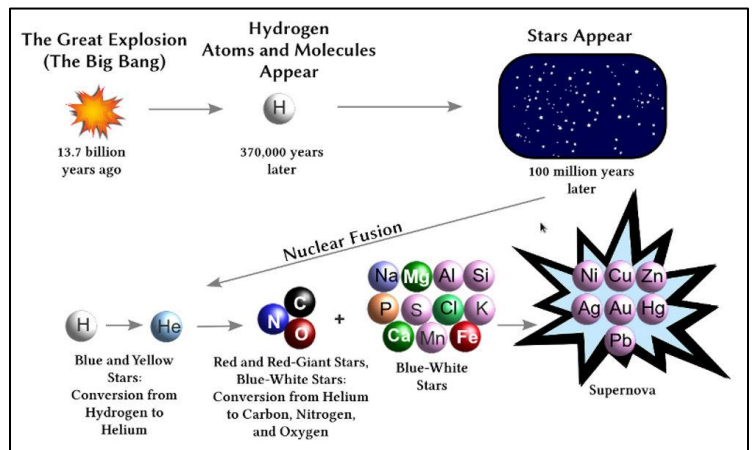 The Great Explosion
(The Big Bang)
Hydrogen
Atoms and Molecules
Appear
Stars Appear
H
13.7 billion
years ago
370,000 years
later
100 million years
later
Nuclear Fusion
H
He
C
N
O
+
Na Mg Al Si
P S Cl K
Ca Mn Fe
Ni Cu Zn
Ag Au Hg
Pb
Blue and Yellow
Stars:
Conversion from
Hydrogen to
Helium
Red and Red-Giant Stars,
Blue-White Stars:
Conversion from Helium
to Carbon, Nitrogen,
and Oxygen
Blue-White
Stars
Supernova